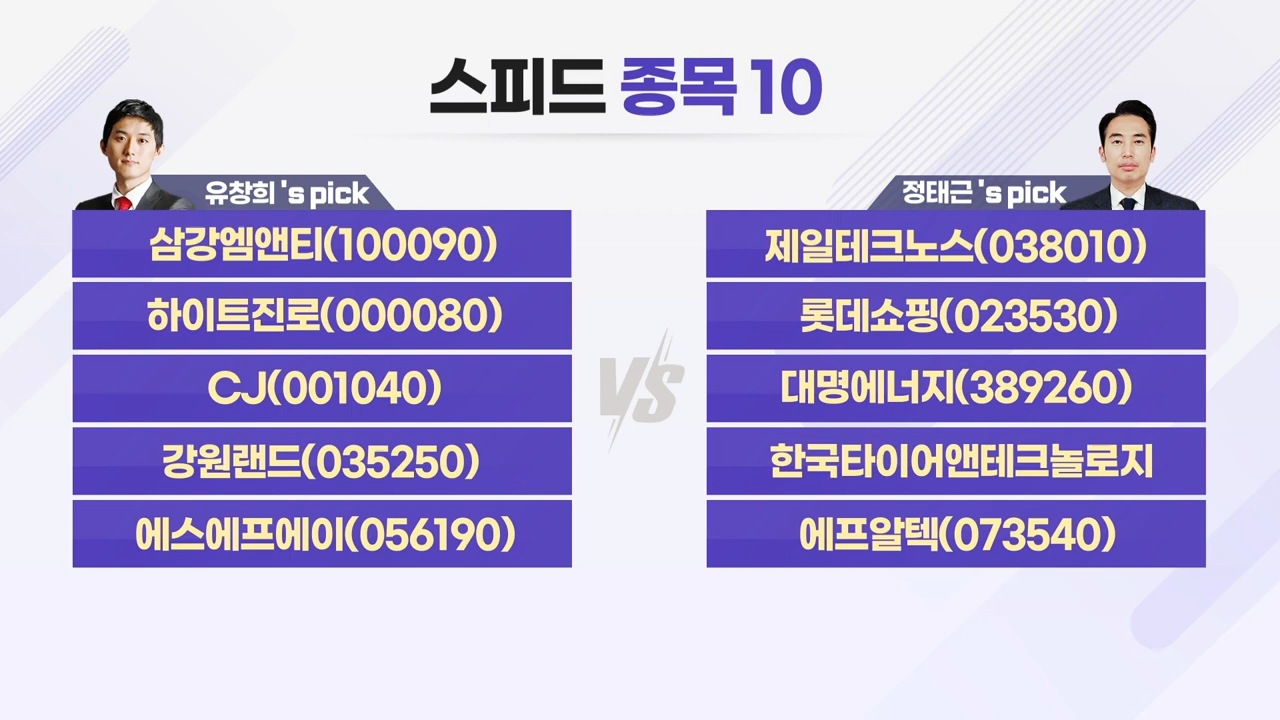 스피드 종목 10
유창희 's pick
삼강엠앤티(100090)
하이트진로(000080)
CJ(001040)
강원랜드(035250)
에스에프에이(056190)
VS
정태근 's pick
제일테크노스(038010)
롯데쇼핑(023530)
대명에너지(389260)
한국타이어앤테크놀로지
에프알텍(073540)